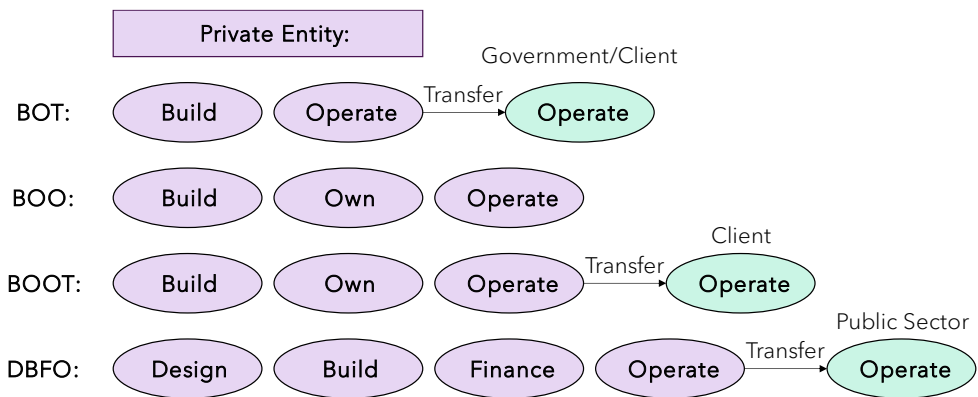 Private Entity:
Government/Client
BOT: Build Operate Transfer Operate
BOO: Build Own Operate
Client
BOOT: Build Own Operate Transfer Operate
Public Sector
DBFO: Design Build Finance Operate Transfer Operate